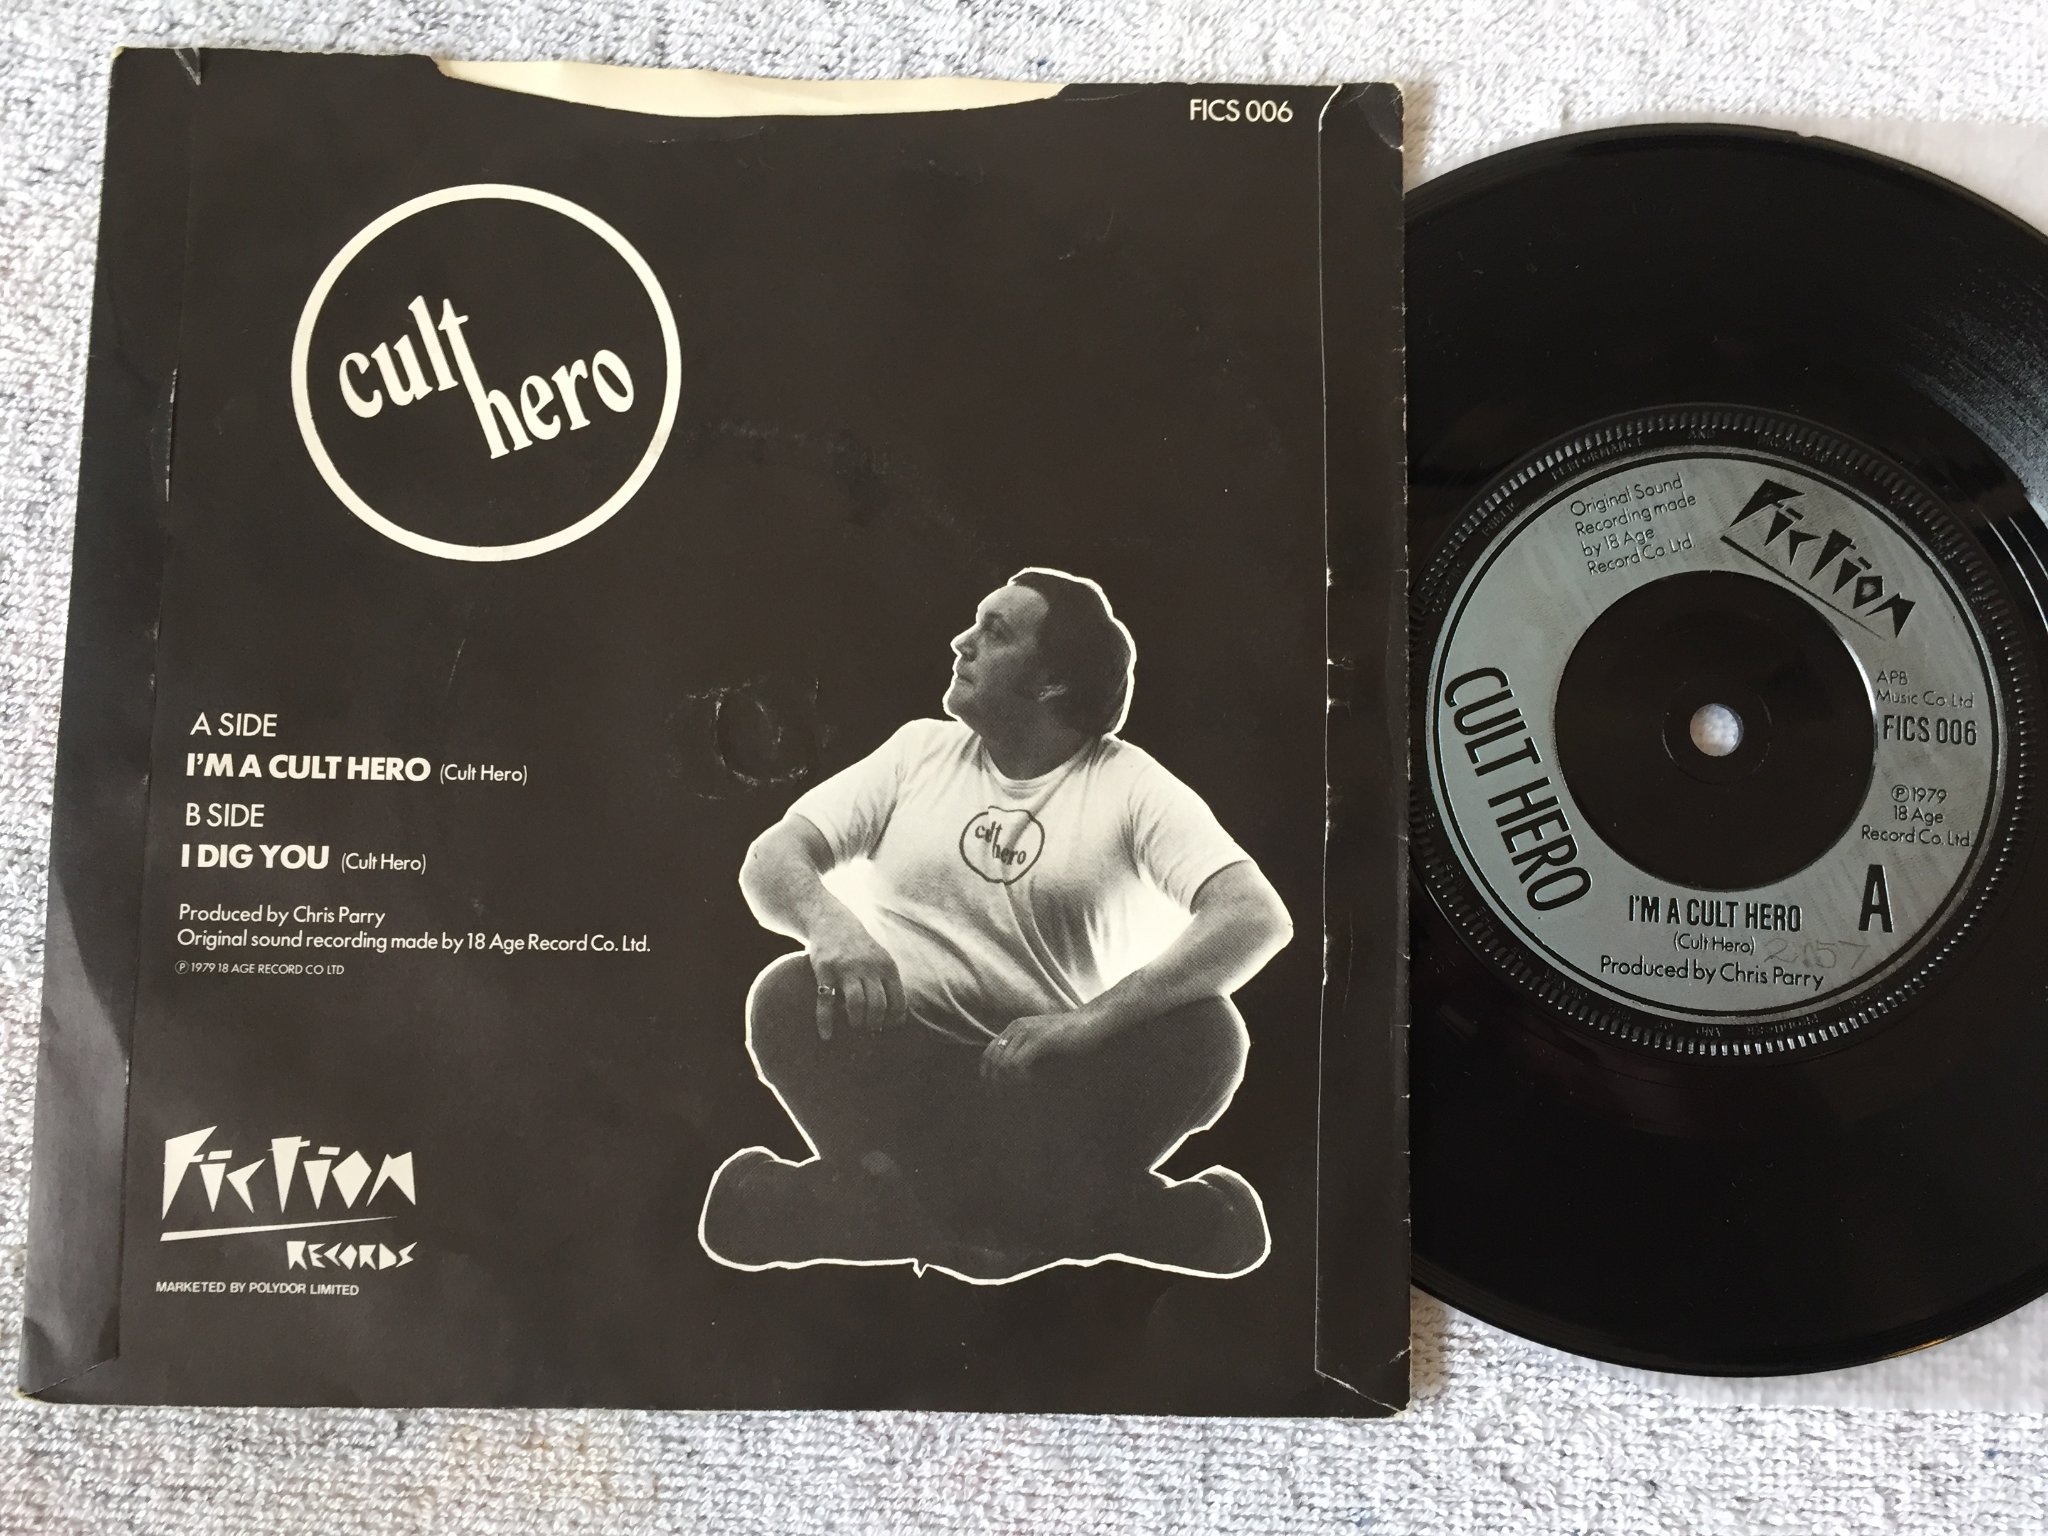 FICS 006
cult
hero
A SIDE
I'M A CULT HERO (Cult Hero)
B SIDE
I DIG YOU (Cult Hero)
Produced by Chris Parry
Original sound recording made by 18 Age Record Co. Ltd.
℗ 1979 18 AGE RECORD CO LTD
Fiction
RECORDS
MARKETED BY POLYDOR LIMITED
cult
hero
Original Sound
Recording made
by 18 Age
Record Co. Ltd.
Fiction
APB
Music Co. Ltd
FICS 006
℗ 1979
18 Age
Record Co. Ltd.
A
CULT HERO
I'M A CULT HERO
(Cult Hero) 2.57
Produced by Chris Parry